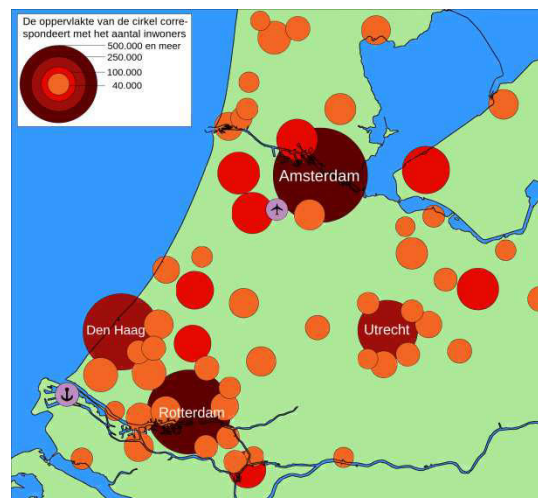 De oppervlakte van de cirkel corre-
spondeert met het aantal inwoners
500.000 en meer
250.000
100.000
40.000
Amsterdam
Den Haag
Utrecht
Rotterdam